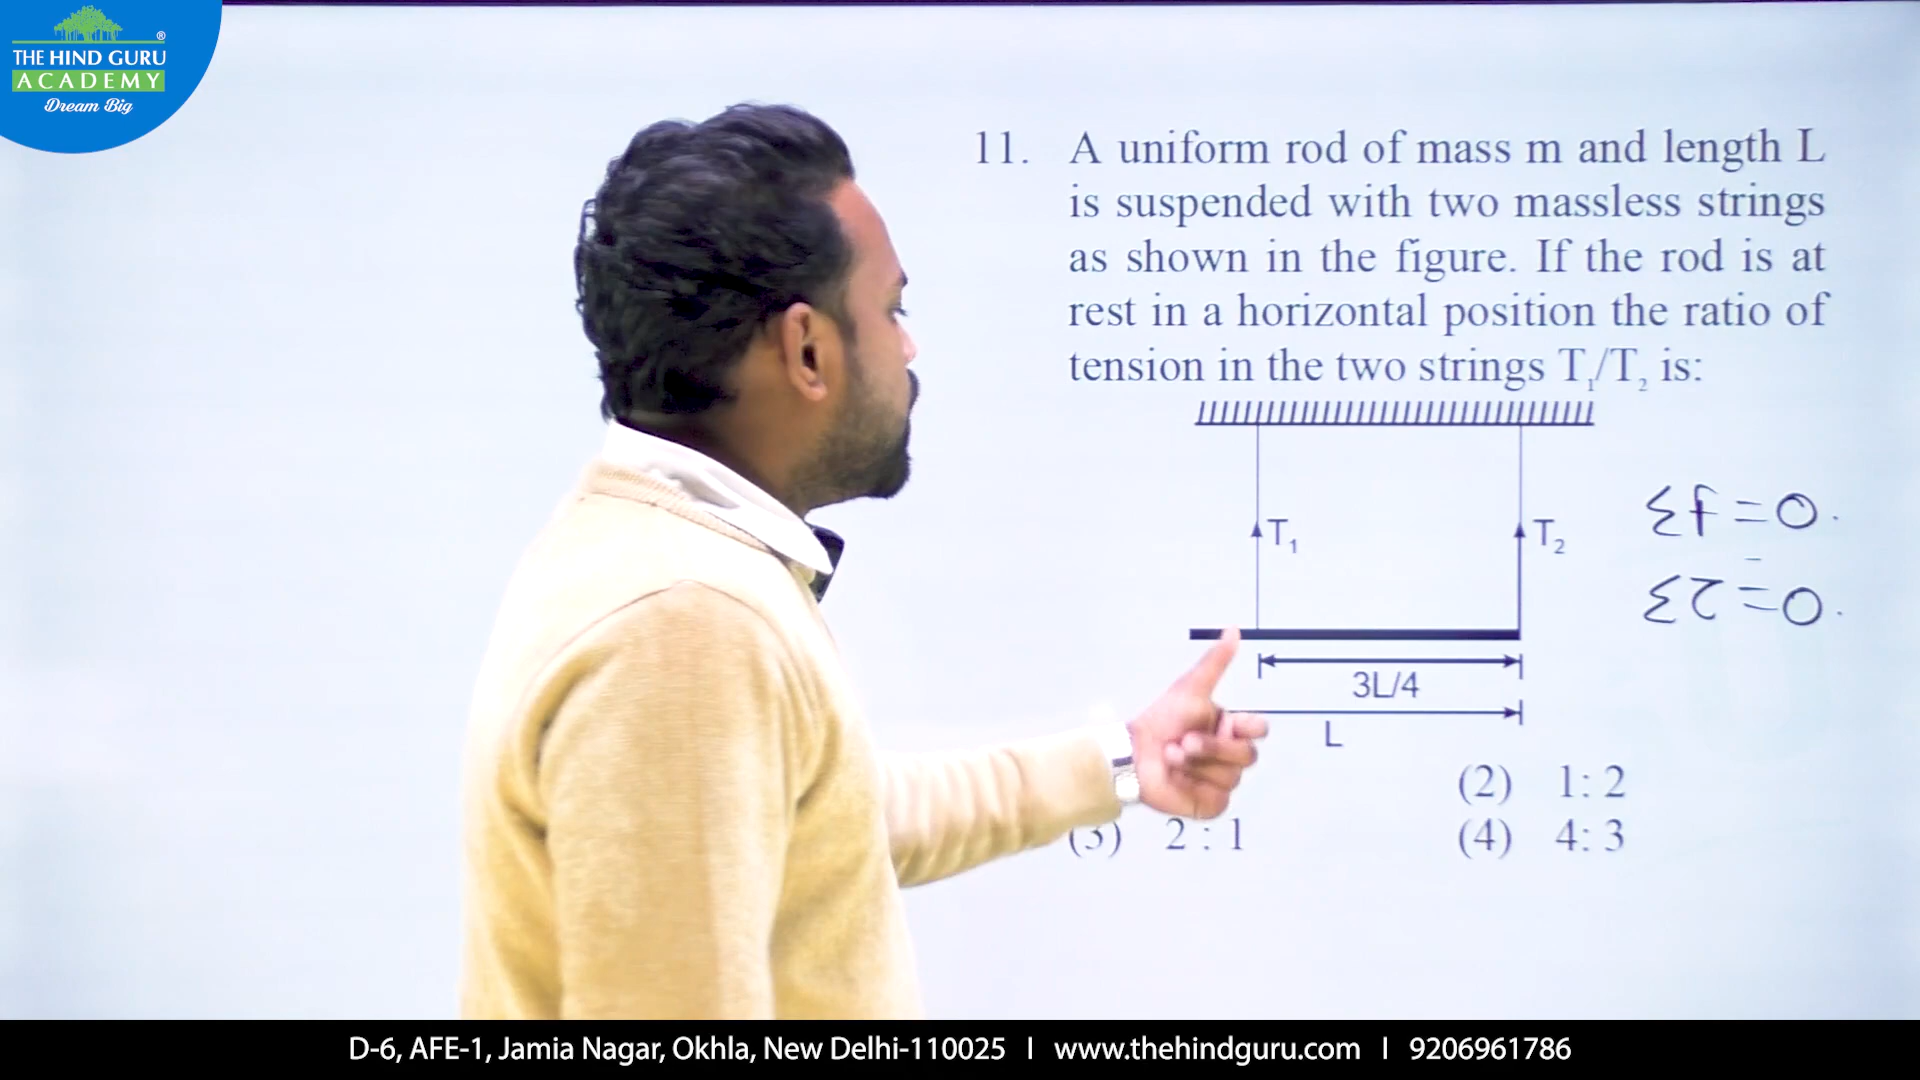 THE HIND GURU
ACADEMY
Dream Big
11. A uniform rod of mass m and length L
is suspended with two massless strings
as shown in the figure. If the rod is at
rest in a horizontal position the ratio of
tension in the two strings T₁/T₂ is:
T₁
T₂
Σf = 0.
Στ = 0.
3L/4
L
(2) 1: 2
(3) 2 : 1
(4) 4: 3
D-6, AFE-1, Jamia Nagar, Okhla, New Delhi-110025 I www.thehindguru.com I 9206961786